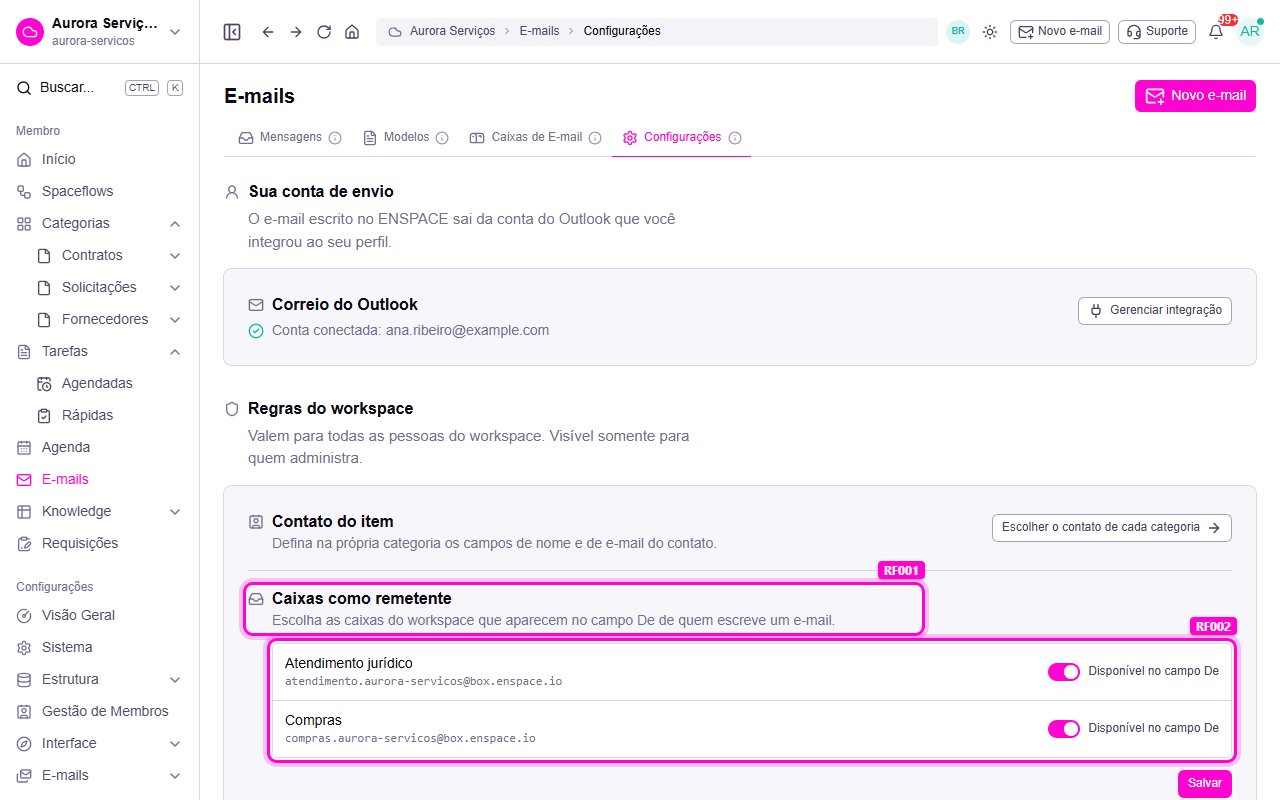 Aurora Serviç...
aurora-servicos
Aurora Serviços > E-mails > Configurações
BR
Novo e-mail
Suporte
99+
AR
Buscar...
CTRL K
Membro
Início
Spaceflows
Categorias
Contratos
Solicitações
Fornecedores
Tarefas
Agendadas
Rápidas
Agenda
E-mails
Knowledge
Requisições
Configurações
Visão Geral
Sistema
Estrutura
Gestão de Membros
Interface
E-mails
E-mails
Novo e-mail
Mensagens
Modelos
Caixas de E-mail
Configurações
Sua conta de envio
O e-mail escrito no ENSPACE sai da conta do Outlook que você
integrou ao seu perfil.
Correio do Outlook
Conta conectada: ana.ribeiro@example.com
Gerenciar integração
Regras do workspace
Valem para todas as pessoas do workspace. Visível somente para
quem administra.
Contato do item
Defina na própria categoria os campos de nome e de e-mail do contato.
Escolher o contato de cada categoria
RF001
Caixas como remetente
Escolha as caixas do workspace que aparecem no campo De de quem escreve um e-mail.
RF002
Atendimento jurídico
atendimento.aurora-servicos@box.enspace.io
Disponível no campo De
Compras
compras.aurora-servicos@box.enspace.io
Disponível no campo De
Salvar